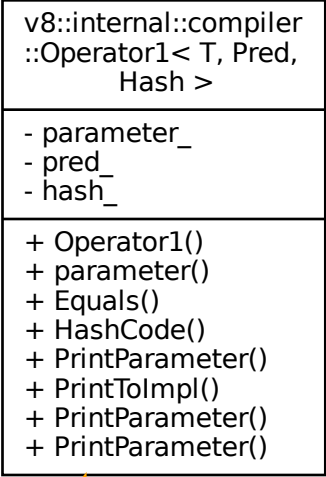 v8::internal::compiler
::Operator1< T, Pred,
Hash >
- parameter_
- pred_
- hash_
+ Operator1()
+ parameter()
+ Equals()
+ HashCode()
+ PrintParameter()
+ PrintToImpl()
+ PrintParameter()
+ PrintParameter()